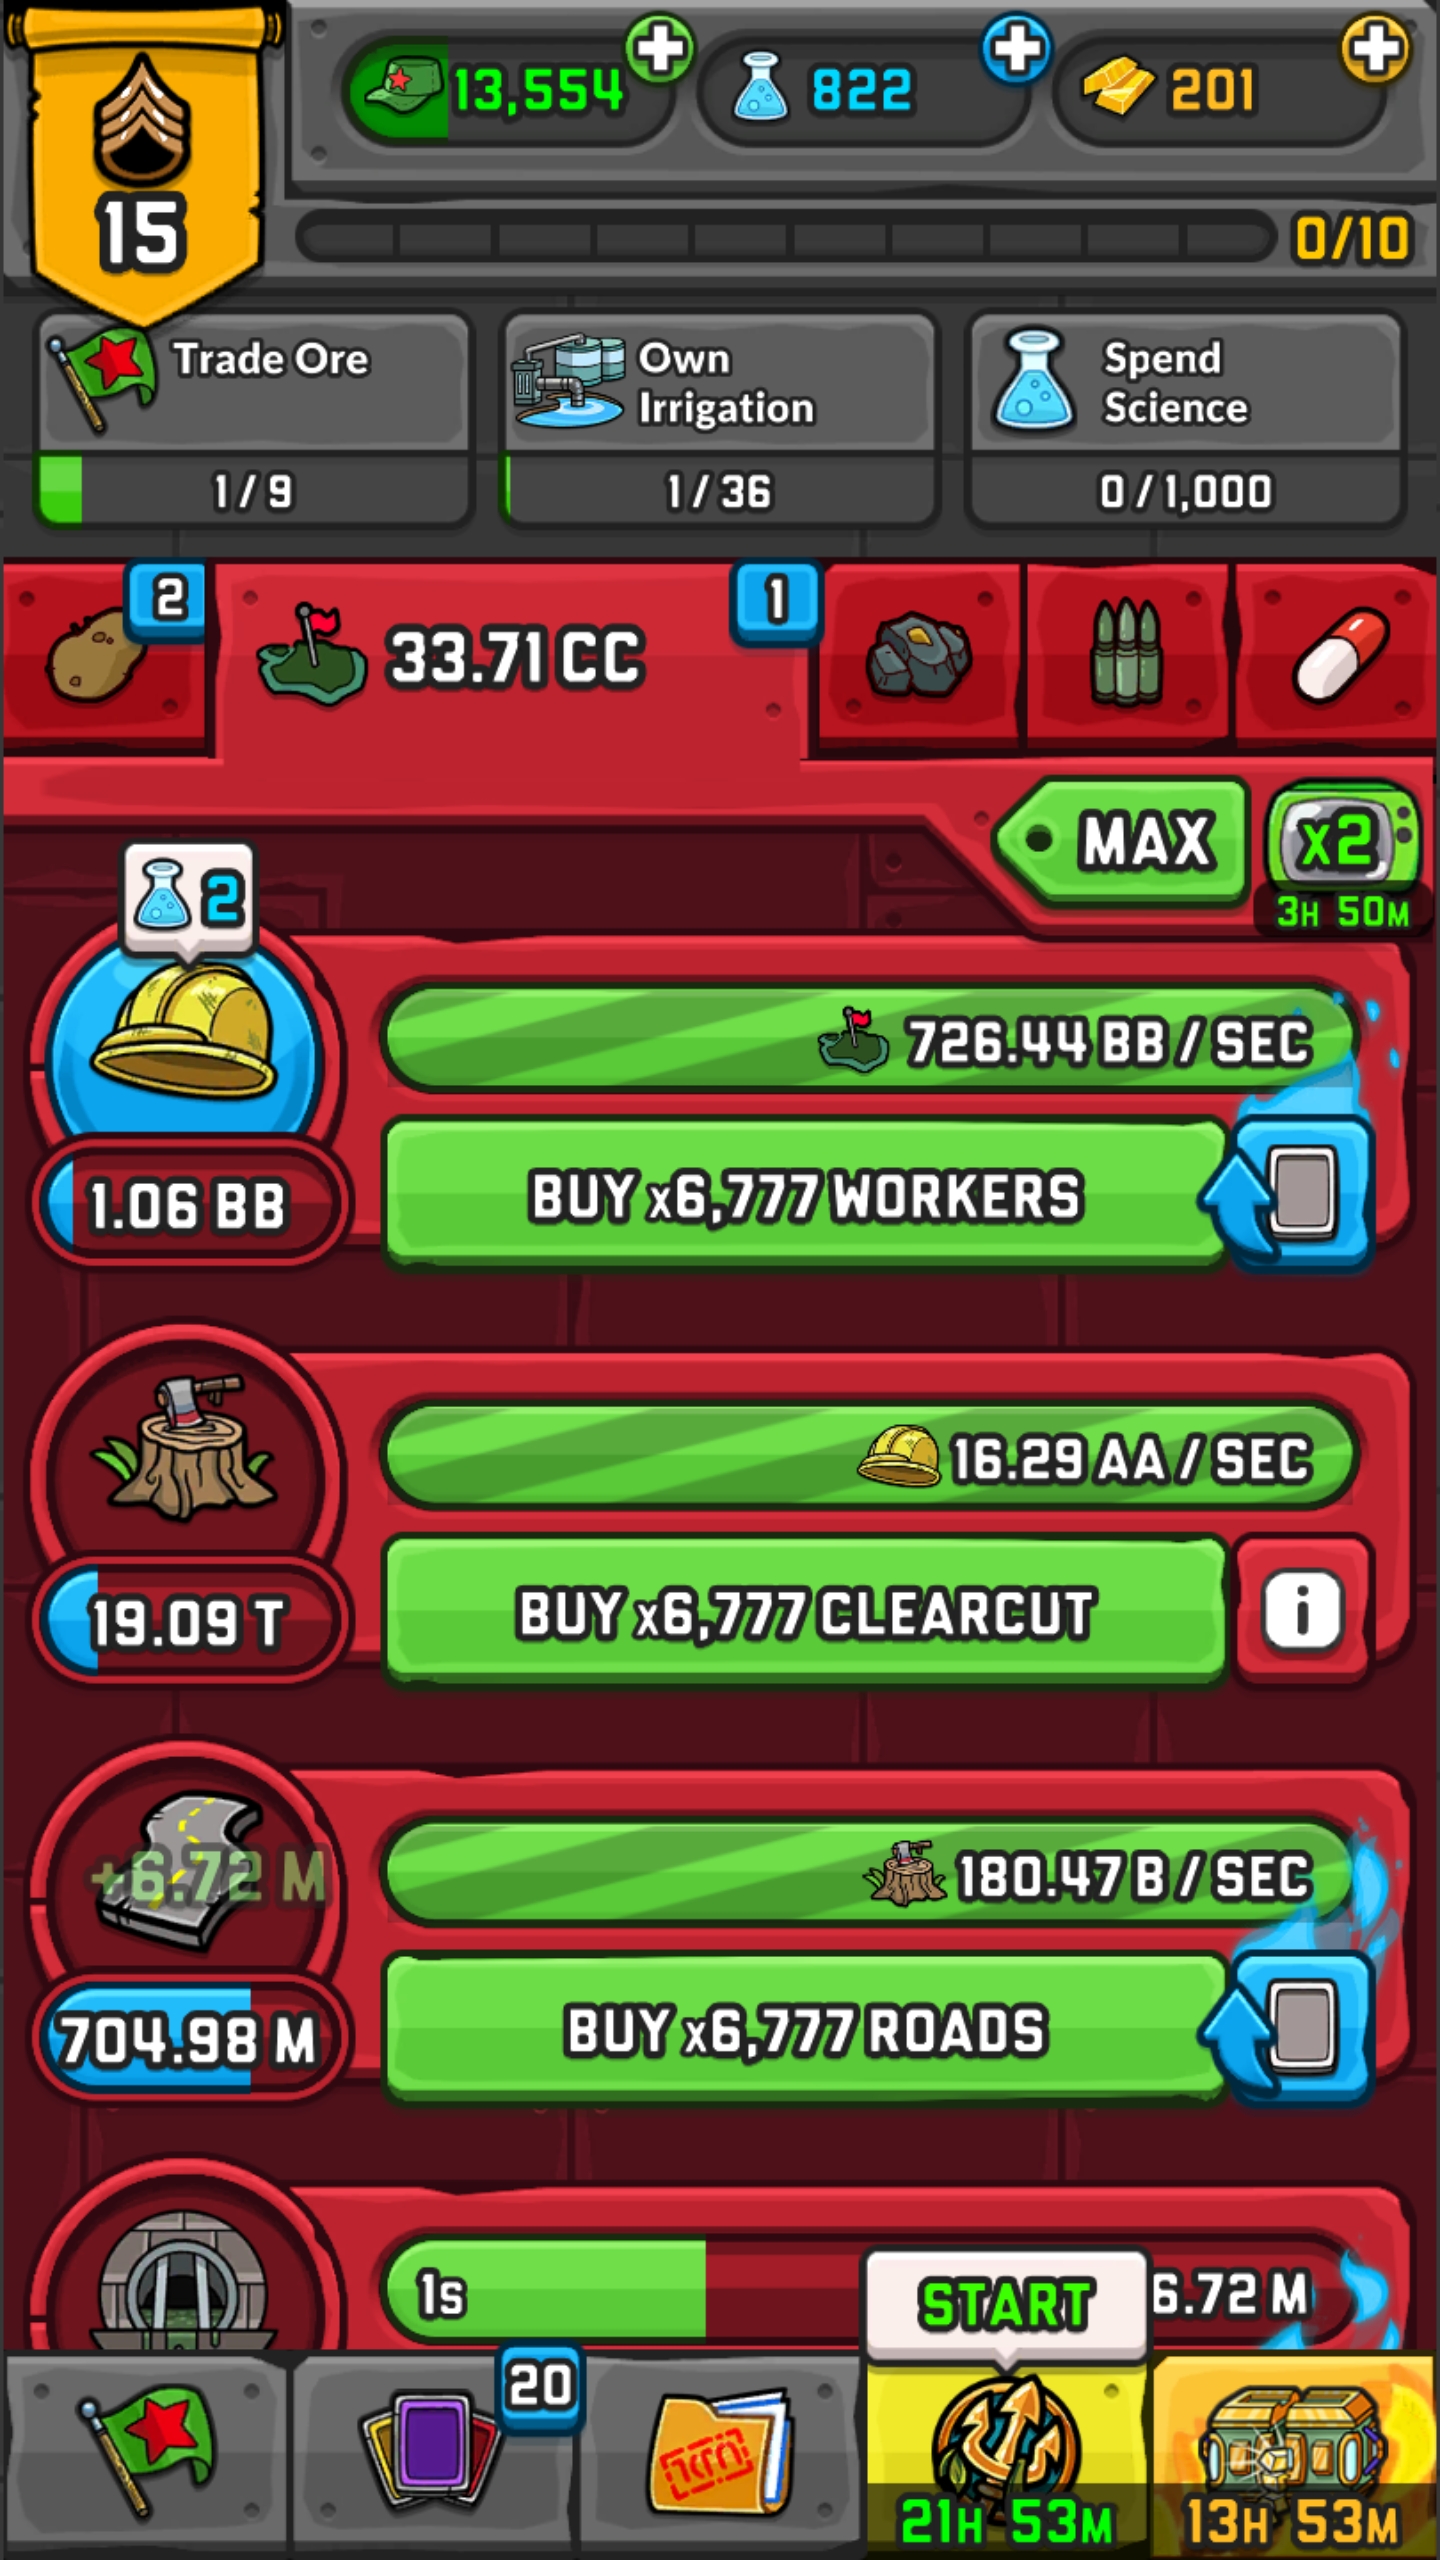 13,554
822
201
15
0/10
Trade Ore
1/9
Own
Irrigation
1/36
Spend
Science
0/1,000
2
33.71 CC
1
MAX
x2
3H 50M
2
726.44 BB / SEC
1.06 BB
BUY x6,777 WORKERS
16.29 AA / SEC
19.09 T
BUY x6,777 CLEARCUT
i
+6.72 M
180.47 B / SEC
704.98 M
BUY x6,777 ROADS
1s
6.72 M
START
20
21H 53M
13H 53M